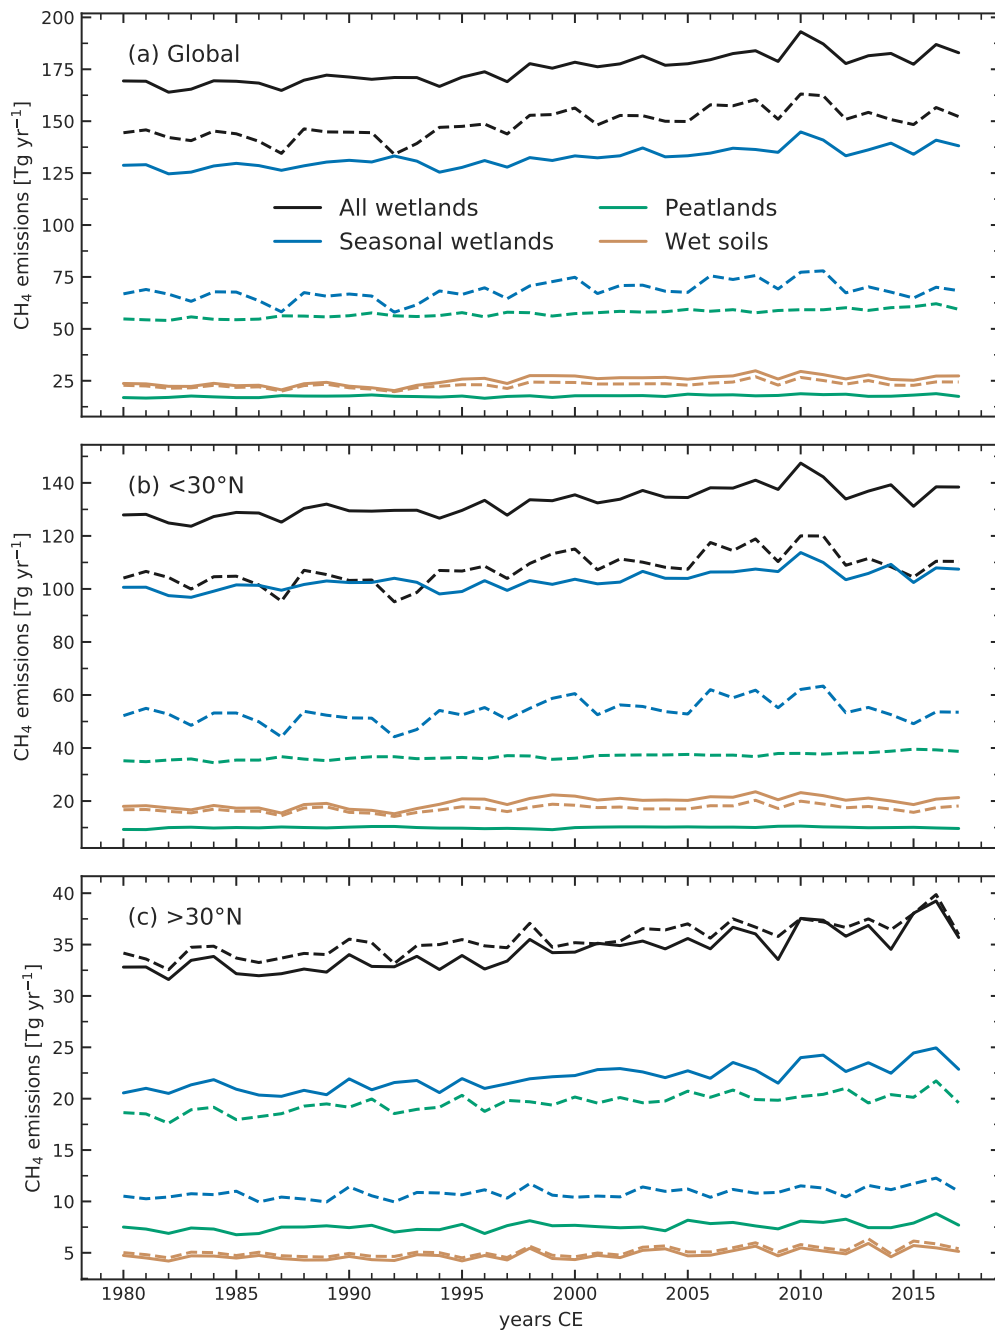 200
(a) Global
175
150
125
100
75
50
25
CH₄ emissions [Tg yr⁻¹]
All wetlands
Seasonal wetlands
Peatlands
Wet soils
(b) <30°N
140
120
100
80
60
40
20
CH₄ emissions [Tg yr⁻¹]
(c) >30°N
40
35
30
25
20
15
10
5
CH₄ emissions [Tg yr⁻¹]
1980 1985 1990 1995 2000 2005 2010 2015
years CE